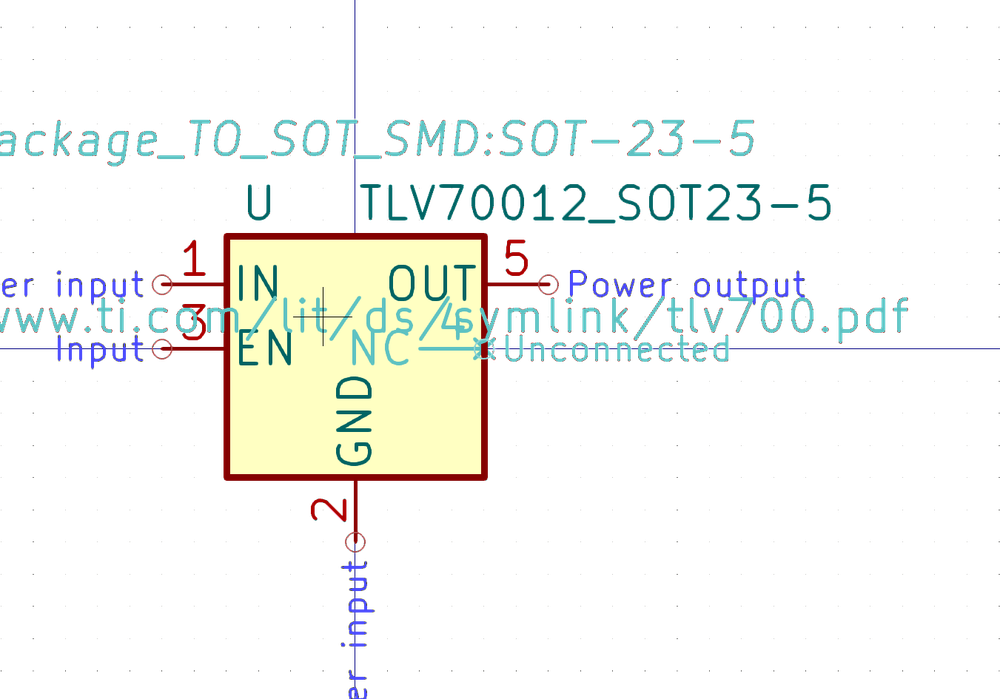 ackage_TO_SOT_SMD:SOT-23-5
U TLV70012_SOT23-5
1 5
er input IN OUT Power output
www.ti.com/lit/ds/symlink/tlv700.pdf
3 4
Input EN NC Unconnected
GND
2
er input